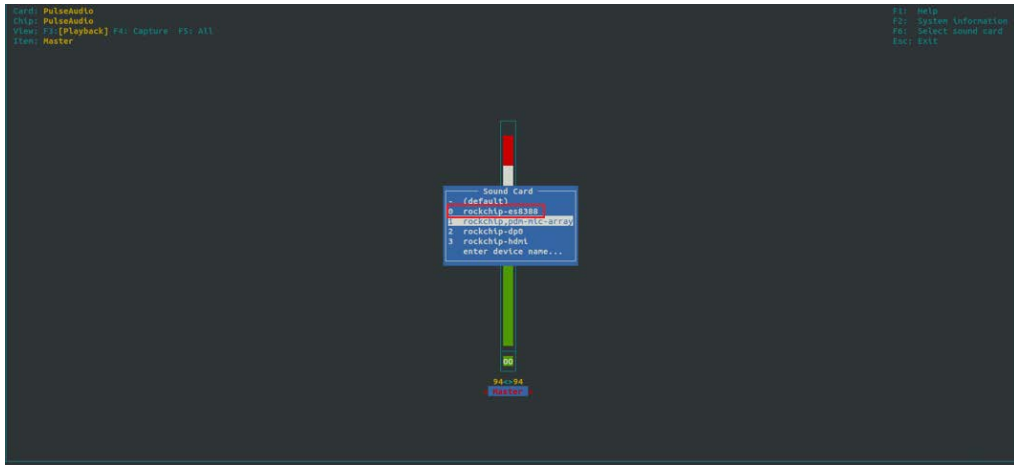 Card: PulseAudio
Chip: PulseAudio
View: F3:[Playback] F4: Capture F5: All
Item: Master
F1: Help
F2: System information
F6: Select sound card
Esc: Exit
Sound Card
- (default)
0 rockchip-es8388
1 rockchip,pdm-mic-array
2 rockchip-dp0
3 rockchip-hdmi
enter device name...
OO
94<>94
Master